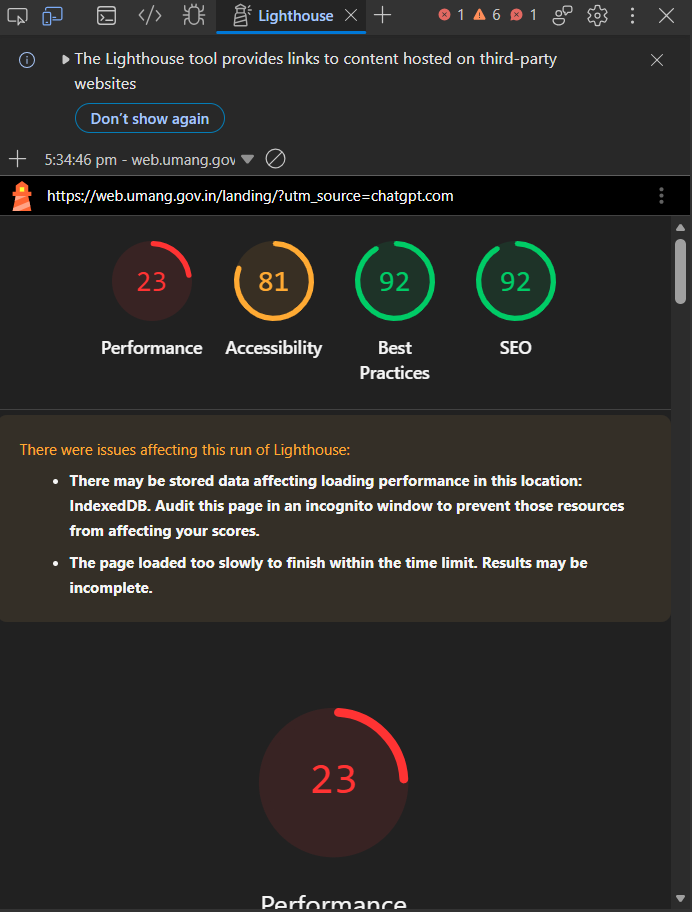 Lighthouse
1
6
1
The Lighthouse tool provides links to content hosted on third-party
websites
Don't show again
5:34:46 pm - web.umang.gov
https://web.umang.gov.in/landing/?utm_source=chatgpt.com
23
81
92
92
Performance
Accessibility
Best
Practices
SEO
There were issues affecting this run of Lighthouse:
• There may be stored data affecting loading performance in this location:
IndexedDB. Audit this page in an incognito window to prevent those resources
from affecting your scores.
• The page loaded too slowly to finish within the time limit. Results may be
incomplete.
23
Performance